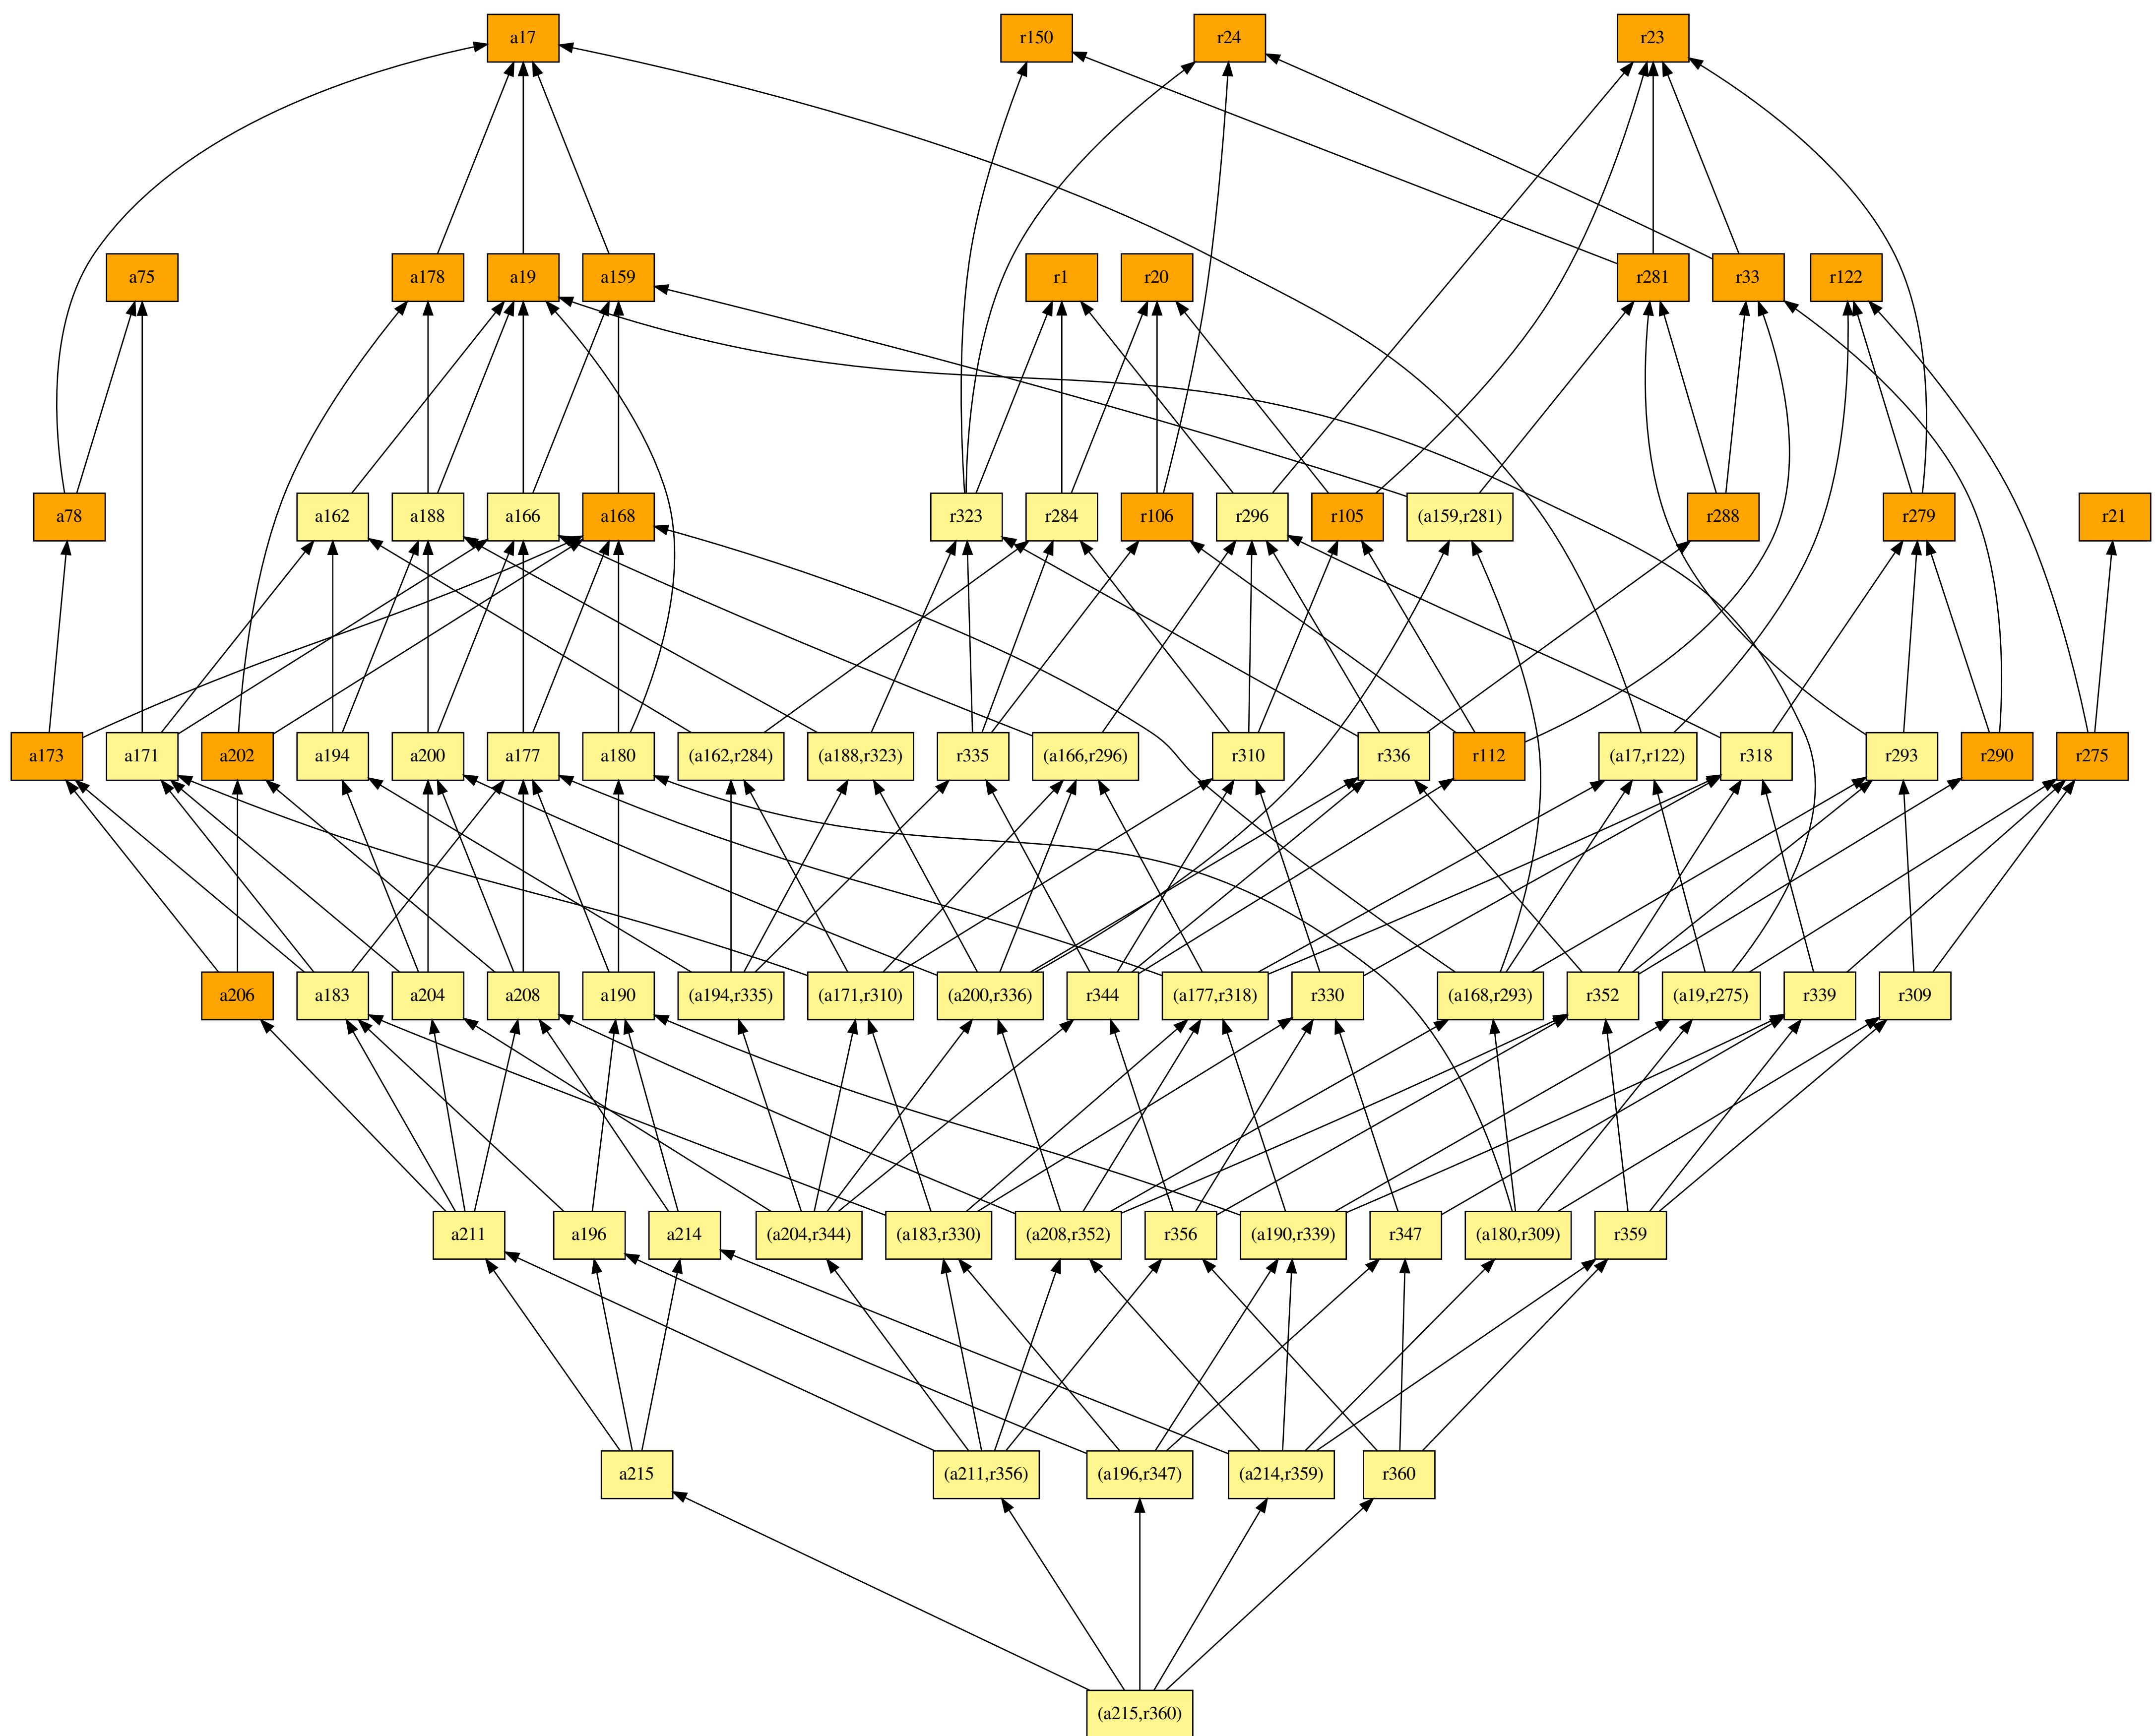 a17 r150 r24 r23
a75 a178 a19 a159 r1 r20 r281 r33 r122
a78 a162 a188 a166 a168 r323 r284 r106 r296 r105 (a159,r281) r288 r279 r21
a173 a171 a202 a194 a200 a177 a180 (a162,r284) (a188,r323) r335 (a166,r296) r310 r336 r112 (a17,r122) r318 r293 r290 r275
a206 a183 a204 a208 a190 (a194,r335) (a171,r310) (a200,r336) r344 (a177,r318) r330 (a168,r293) r352 (a19,r275) r339 r309
a211 a196 a214 (a204,r344) (a183,r330) (a208,r352) r356 (a190,r339) r347 (a180,r309) r359
a215 (a211,r356) (a196,r347) (a214,r359) r360
(a215,r360)